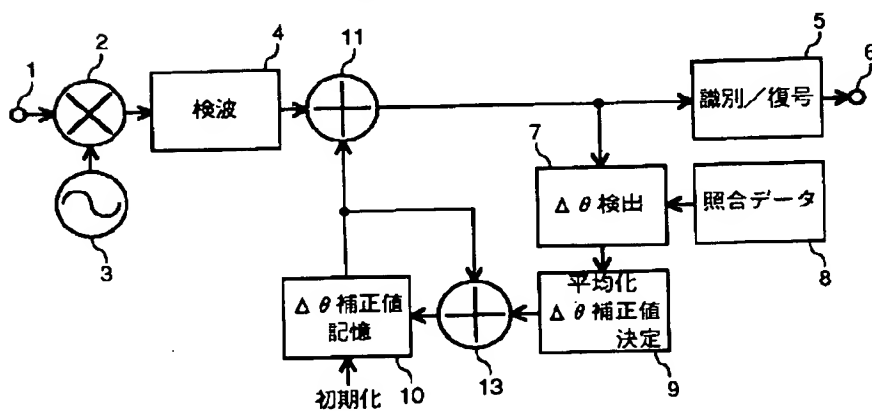 1
2
3
4
検波
11
5
識別／復号
6
7
Δθ検出
照合データ
8
平均化
Δθ補正値
決定
9
13
Δθ補正値
記憶
10
初期化